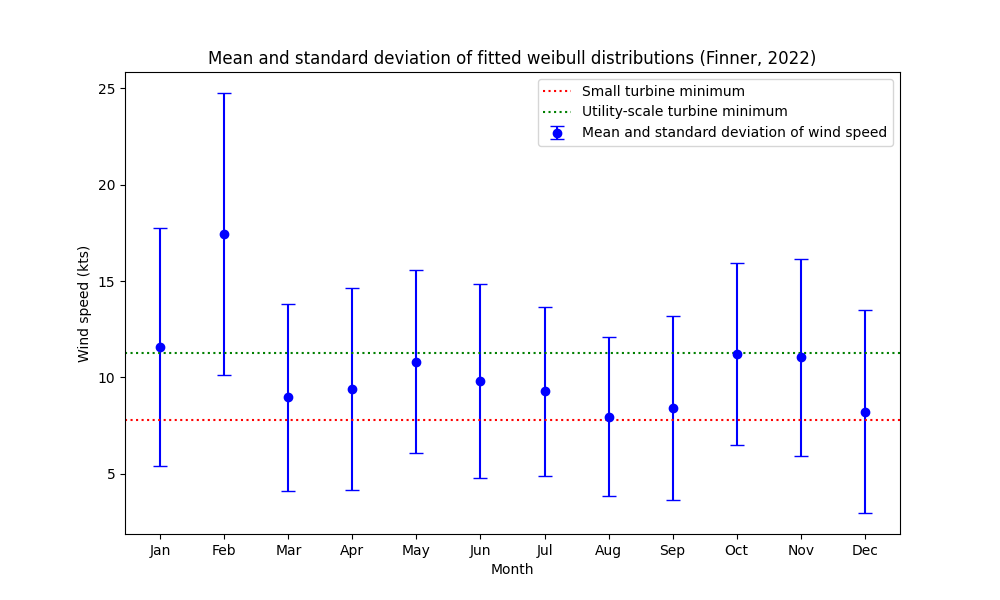 Mean and standard deviation of fitted weibull distributions (Finner, 2022)
Small turbine minimum
Utility-scale turbine minimum
Mean and standard deviation of wind speed
Wind speed (kts)
25
20
15
10
5
Jan Feb Mar Apr May Jun Jul Aug Sep Oct Nov Dec
Month